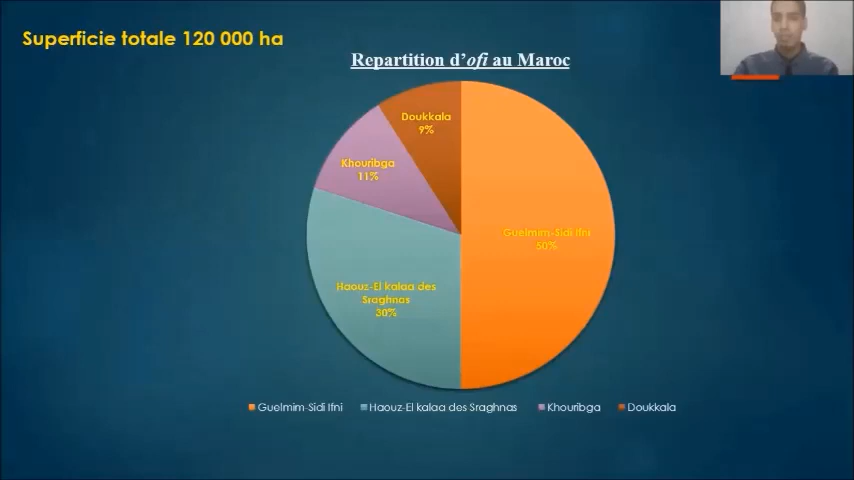 Superficie totale 120 000 ha
Repartition d'ofi au Maroc
Doukkala
9%
Khouribga
11%
Guelmim-Sidi Ifni
50%
Haouz-El kalaa des
Sraghnas
30%
Guelmim-Sidi Ifni
Haouz-El kalaa des Sraghnas
Khouribga
Doukkala